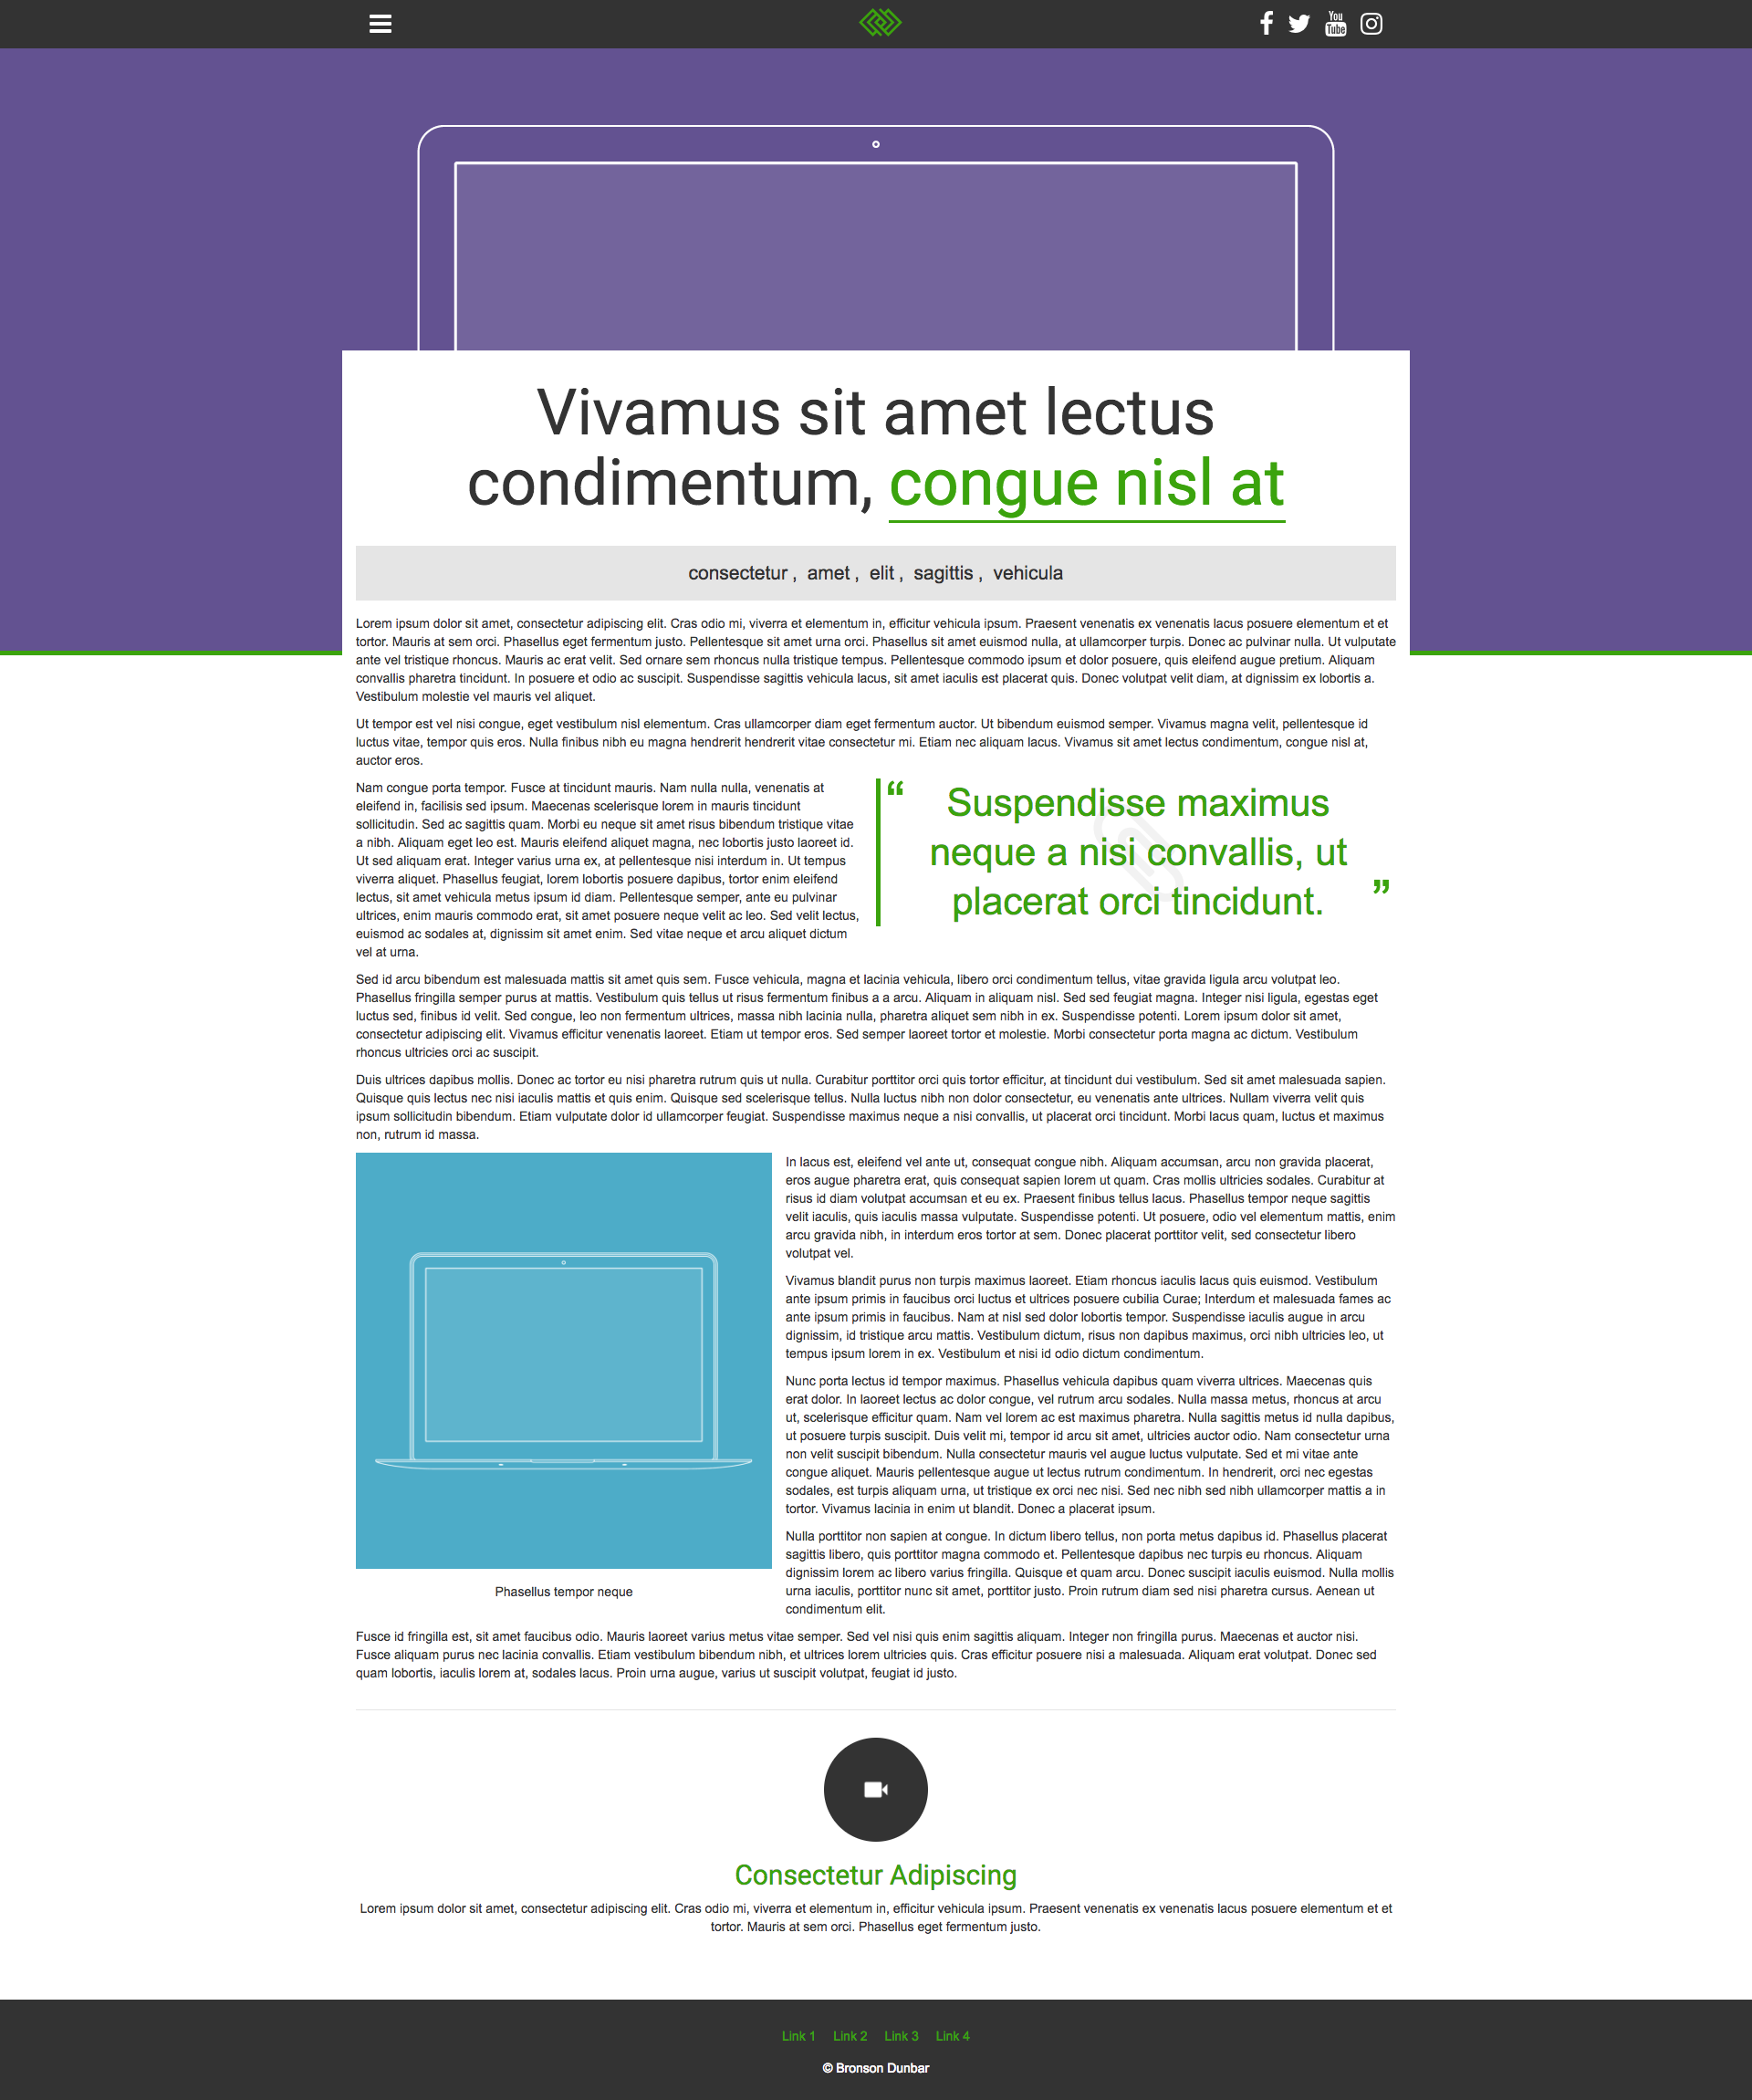 You
Tube
Vivamus sit amet lectus
condimentum, congue nisl at
consectetur , amet , elit , sagittis , vehicula
Lorem ipsum dolor sit amet, consectetur adipiscing elit. Cras odio mi, viverra et elementum in, efficitur vehicula ipsum. Praesent venenatis ex venenatis lacus posuere elementum et et
tortor. Mauris at sem orci. Phasellus eget fermentum justo. Pellentesque sit amet urna orci. Phasellus sit amet euismod nulla, at ullamcorper turpis. Donec ac pulvinar nulla. Ut vulputate
ante vel tristique rhoncus. Mauris ac erat velit. Sed ornare sem rhoncus nulla tristique tempus. Pellentesque commodo ipsum et dolor posuere, quis eleifend augue pretium. Aliquam
convallis pharetra tincidunt. In posuere et odio ac suscipit. Suspendisse sagittis vehicula lacus, sit amet iaculis est placerat quis. Donec volutpat velit diam, at dignissim ex lobortis a.
Vestibulum molestie vel mauris vel aliquet.
Ut tempor est vel nisi congue, eget vestibulum nisl elementum. Cras ullamcorper diam eget fermentum auctor. Ut bibendum euismod semper. Vivamus magna velit, pellentesque id
luctus vitae, tempor quis eros. Nulla finibus nibh eu magna hendrerit hendrerit vitae consectetur mi. Etiam nec aliquam lacus. Vivamus sit amet lectus condimentum, congue nisl at,
auctor eros.
Nam congue porta tempor. Fusce at tincidunt mauris. Nam nulla nulla, venenatis at
eleifend in, facilisis sed ipsum. Maecenas scelerisque lorem in mauris tincidunt
sollicitudin. Sed ac sagittis quam. Morbi eu neque sit amet risus bibendum tristique vitae
a nibh. Aliquam eget leo est. Mauris eleifend aliquet magna, nec lobortis justo laoreet id.
Ut sed aliquam erat. Integer varius urna ex, at pellentesque nisi interdum in. Ut tempus
viverra aliquet. Phasellus feugiat, lorem lobortis posuere dapibus, tortor enim eleifend
lectus, sit amet vehicula metus ipsum id diam. Pellentesque semper, ante eu pulvinar
ultrices, enim mauris commodo erat, sit amet posuere neque velit ac leo. Sed velit lectus,
euismod ac sodales at, dignissim sit amet enim. Sed vitae neque et arcu aliquet dictum
vel at urna.
“ Suspendisse maximus
neque a nisi convallis, ut
placerat orci tincidunt. ”
Sed id arcu bibendum est malesuada mattis sit amet quis sem. Fusce vehicula, magna et lacinia vehicula, libero orci condimentum tellus, vitae gravida ligula arcu volutpat leo.
Phasellus fringilla semper purus at mattis. Vestibulum quis tellus ut risus fermentum finibus a a arcu. Aliquam in aliquam nisl. Sed sed feugiat magna. Integer nisi ligula, egestas eget
luctus sed, finibus id velit. Sed congue, leo non fermentum ultrices, massa nibh lacinia nulla, pharetra aliquet sem nibh in ex. Suspendisse potenti. Lorem ipsum dolor sit amet,
consectetur adipiscing elit. Vivamus efficitur venenatis laoreet. Etiam ut tempor eros. Sed semper laoreet tortor et molestie. Morbi consectetur porta magna ac dictum. Vestibulum
rhoncus ultricies orci ac suscipit.
Duis ultrices dapibus mollis. Donec ac tortor eu nisi pharetra rutrum quis ut nulla. Curabitur porttitor orci quis tortor efficitur, at tincidunt dui vestibulum. Sed sit amet malesuada sapien.
Quisque quis lectus nec nisi iaculis mattis et quis enim. Quisque sed scelerisque tellus. Nulla luctus nibh non dolor consectetur, eu venenatis ante ultrices. Nullam viverra velit quis
ipsum sollicitudin bibendum. Etiam vulputate dolor id ullamcorper feugiat. Suspendisse maximus neque a nisi convallis, ut placerat orci tincidunt. Morbi lacus quam, luctus et maximus
non, rutrum id massa.
Phasellus tempor neque
In lacus est, eleifend vel ante ut, consequat congue nibh. Aliquam accumsan, arcu non gravida placerat,
eros augue pharetra erat, quis consequat sapien lorem ut quam. Cras mollis ultricies sodales. Curabitur at
risus id diam volutpat accumsan et eu ex. Praesent finibus tellus lacus. Phasellus tempor neque sagittis
velit iaculis, quis iaculis massa vulputate. Suspendisse potenti. Ut posuere, odio vel elementum mattis, enim
arcu gravida nibh, in interdum eros tortor at sem. Donec placerat porttitor velit, sed consectetur libero
volutpat vel.
Vivamus blandit purus non turpis maximus laoreet. Etiam rhoncus iaculis lacus quis euismod. Vestibulum
ante ipsum primis in faucibus orci luctus et ultrices posuere cubilia Curae; Interdum et malesuada fames ac
ante ipsum primis in faucibus. Nam at nisl sed dolor lobortis tempor. Suspendisse iaculis augue in arcu
dignissim, id tristique arcu mattis. Vestibulum dictum, risus non dapibus maximus, orci nibh ultricies leo, ut
tempus ipsum lorem in ex. Vestibulum et nisi id odio dictum condimentum.
Nunc porta lectus id tempor maximus. Phasellus vehicula dapibus quam viverra ultrices. Maecenas quis
erat dolor. In laoreet lectus ac dolor congue, vel rutrum arcu sodales. Nulla massa metus, rhoncus at arcu
ut, scelerisque efficitur quam. Nam vel lorem ac est maximus pharetra. Nulla sagittis metus id nulla dapibus,
ut posuere turpis suscipit. Duis velit mi, tempor id arcu sit amet, ultricies auctor odio. Nam consectetur urna
non velit suscipit bibendum. Nulla consectetur mauris vel augue luctus vulputate. Sed et mi vitae ante
congue aliquet. Mauris pellentesque augue ut lectus rutrum condimentum. In hendrerit, orci nec egestas
sodales, est turpis aliquam urna, ut tristique ex orci nec nisi. Sed nec nibh sed nibh ullamcorper mattis a in
tortor. Vivamus lacinia in enim ut blandit. Donec a placerat ipsum.
Nulla porttitor non sapien at congue. In dictum libero tellus, non porta metus dapibus id. Phasellus placerat
sagittis libero, quis porttitor magna commodo et. Pellentesque dapibus nec turpis eu rhoncus. Aliquam
dignissim lorem ac libero varius fringilla. Quisque et quam arcu. Donec suscipit iaculis euismod. Nulla mollis
urna iaculis, porttitor nunc sit amet, porttitor justo. Proin rutrum diam sed nisi pharetra cursus. Aenean ut
condimentum elit.
Fusce id fringilla est, sit amet faucibus odio. Mauris laoreet varius metus vitae semper. Sed vel nisi quis enim sagittis aliquam. Integer non fringilla purus. Maecenas et auctor nisi.
Fusce aliquam purus nec lacinia convallis. Etiam vestibulum bibendum nibh, et ultrices lorem ultricies quis. Cras efficitur posuere nisi a malesuada. Aliquam erat volutpat. Donec sed
quam lobortis, iaculis lorem at, sodales lacus. Proin urna augue, varius ut suscipit volutpat, feugiat id justo.
Consectetur Adipiscing
Lorem ipsum dolor sit amet, consectetur adipiscing elit. Cras odio mi, viverra et elementum in, efficitur vehicula ipsum. Praesent venenatis ex venenatis lacus posuere elementum et et
tortor. Mauris at sem orci. Phasellus eget fermentum justo.
Link 1 Link 2 Link 3 Link 4
© Bronson Dunbar